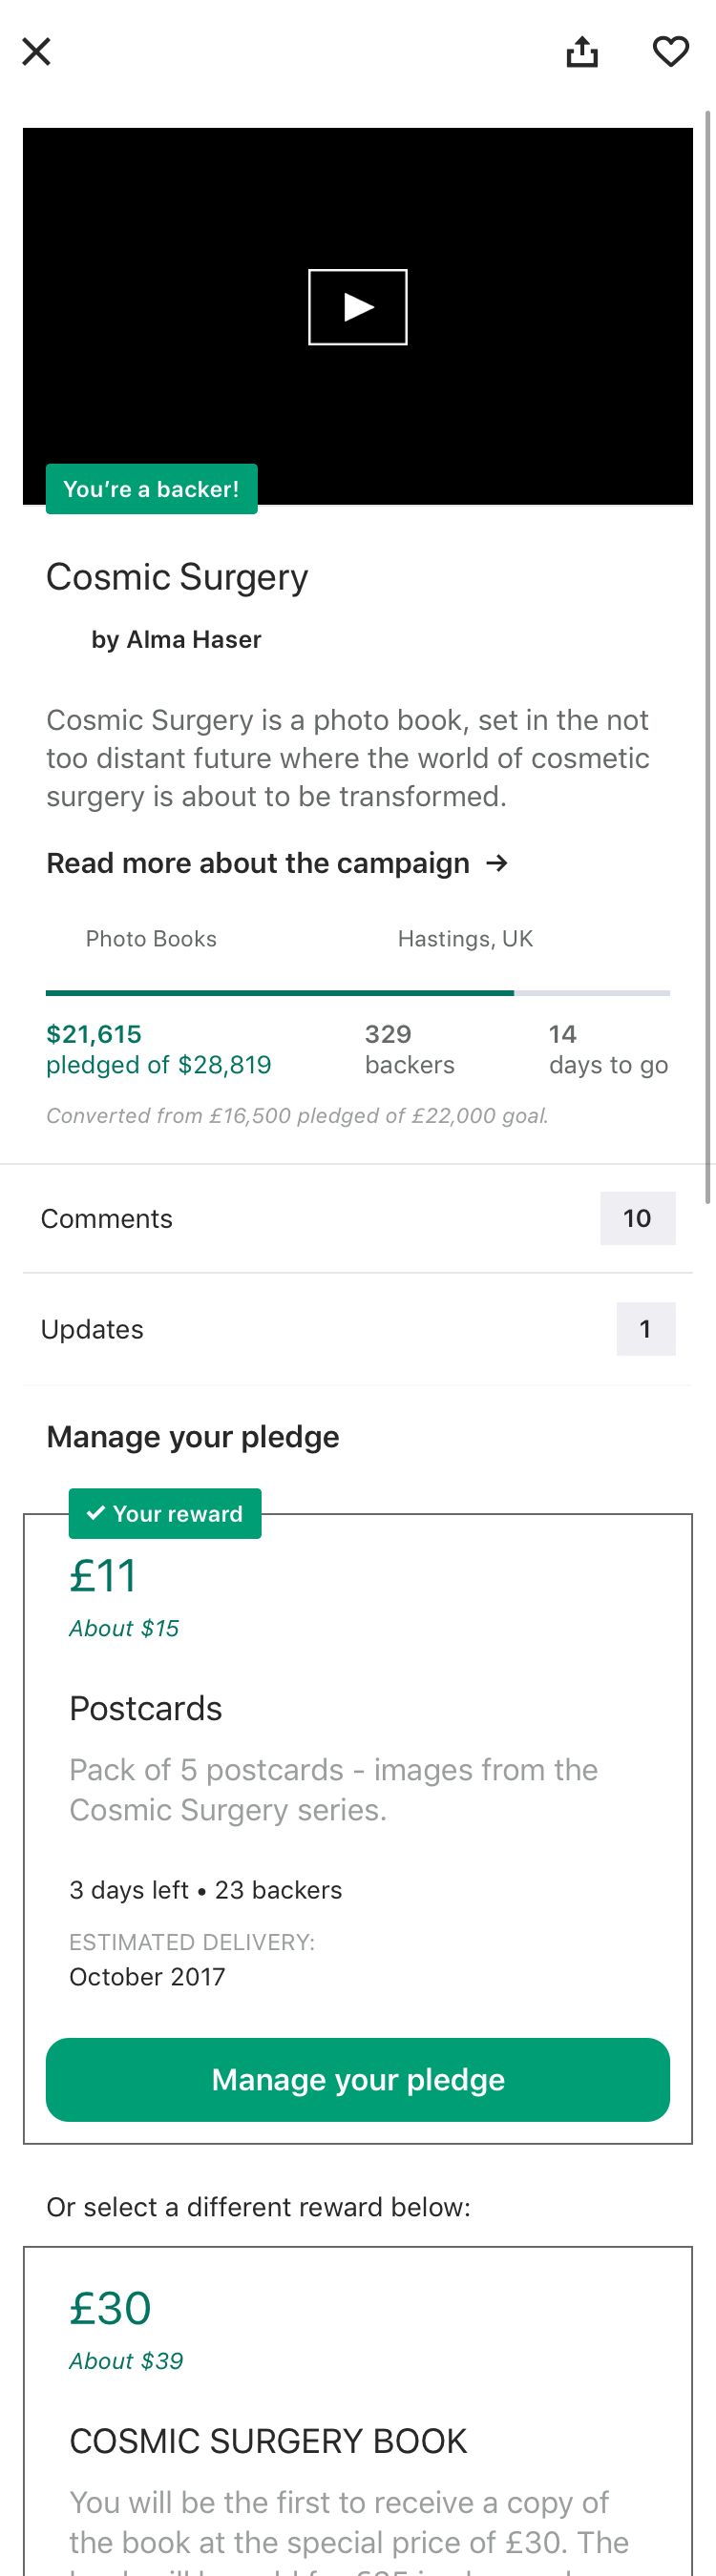 You’re a backer!
Cosmic Surgery
by Alma Haser
Cosmic Surgery is a photo book, set in the not
too distant future where the world of cosmetic
surgery is about to be transformed.
Read more about the campaign →
Photo Books
Hastings, UK
$21,615
pledged of $28,819
329
backers
14
days to go
Converted from £16,500 pledged of £22,000 goal.
Comments
10
Updates
1
Manage your pledge
✓ Your reward
£11
About $15
Postcards
Pack of 5 postcards - images from the
Cosmic Surgery series.
3 days left • 23 backers
ESTIMATED DELIVERY:
October 2017
Manage your pledge
Or select a different reward below:
£30
About $39
COSMIC SURGERY BOOK
You will be the first to receive a copy of
the book at the special price of £30. The